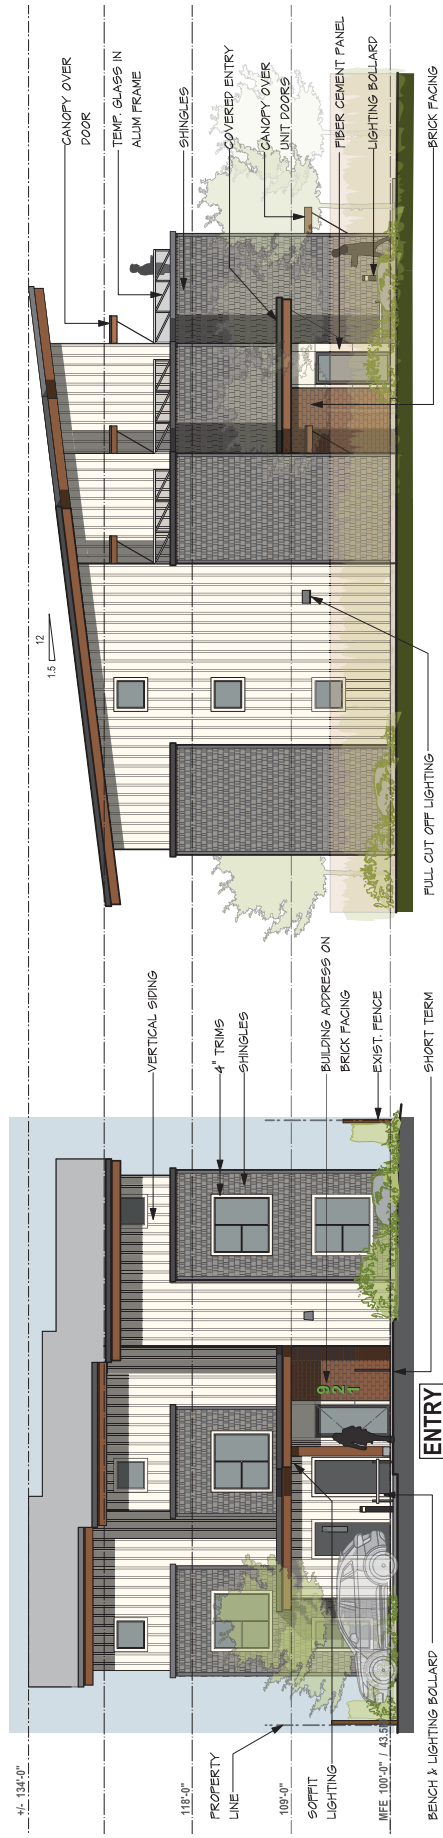 +/- 134'-0"
118'-0"
109'-0"
MFE 100'-0" / 43.5
PROPERTY
LINE
SOFFIT
LIGHTING
BENCH & LIGHTING BOLLARD
ENTRY
921
VERTICAL SIDING
4" TRIMS
SHINGLES
BUILDING ADDRESS ON
BRICK FACING
EXIST. FENCE
SHORT TERM
12
1.5
FULL CUT OFF LIGHTING
CANOPY OVER
DOOR
TEMP. GLASS IN
ALUM FRAME
SHINGLES
COVERED ENTRY
CANOPY OVER
UNIT DOORS
FIBER CEMENT PANEL
LIGHTING BOLLARD
BRICK FACING